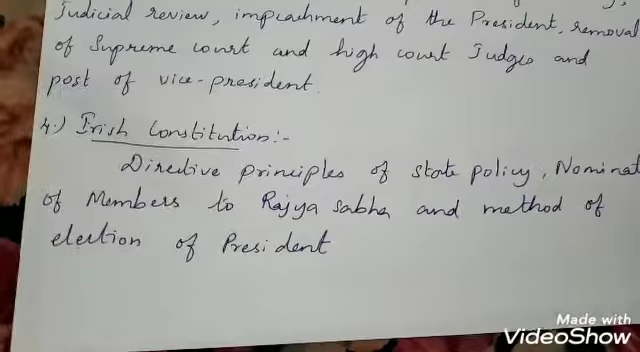 Judicial review, impeachment of the President, removal
of Supreme court and high court Judges and
post of vice-president.
4.) Irish Constitution:-
Directive principles of state policy, Nominat
of Members to Rajya Sabha and method of
election of President
Made with
VideoShow